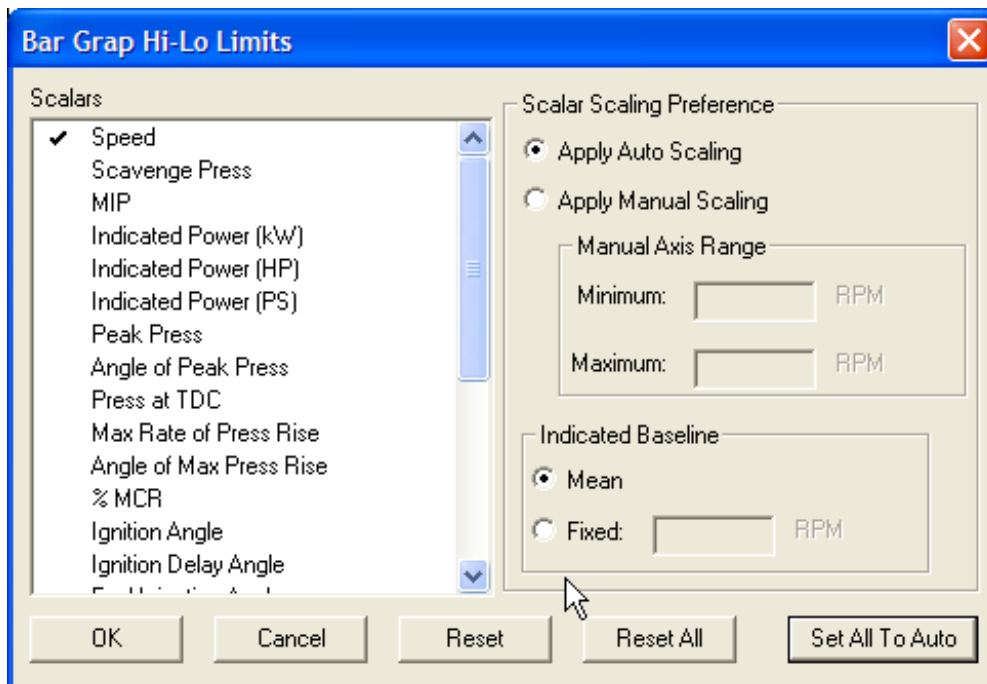 Bar Grap Hi-Lo Limits
Scalars
Speed
Scavenge Press
MIP
Indicated Power (kW)
Indicated Power (HP)
Indicated Power (PS)
Peak Press
Angle of Peak Press
Press at TDC
Max Rate of Press Rise
Angle of Max Press Rise
% MCR
Ignition Angle
Ignition Delay Angle
Scalar Scaling Preference
Apply Auto Scaling
Apply Manual Scaling
Manual Axis Range
Minimum: RPM
Maximum: RPM
Indicated Baseline
Mean
Fixed: RPM
OK Cancel Reset Reset All Set All To Auto